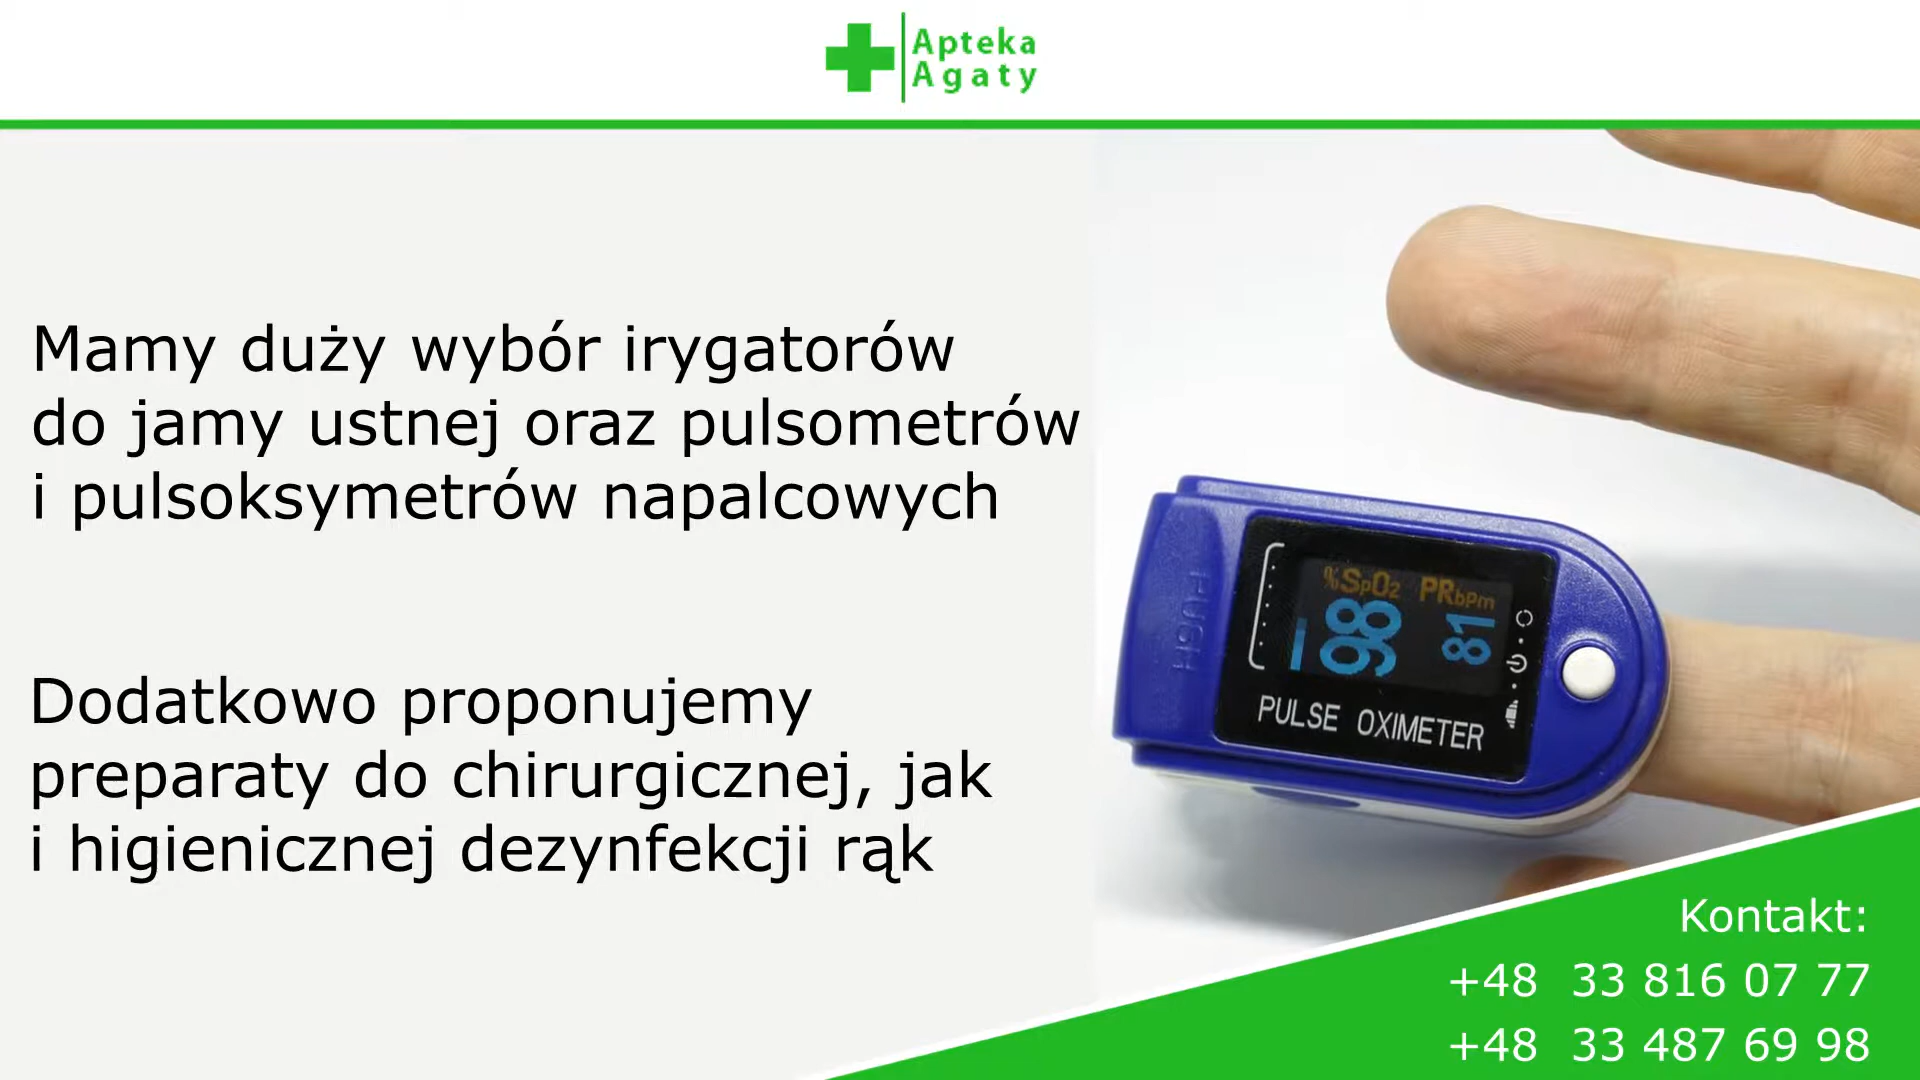 Apteka
Agaty
Mamy duży wybór irygatorów
do jamy ustnej oraz pulsometrów
i pulsoksymetrów napalcowych
Dodatkowo proponujemy
preparaty do chirurgicznej, jak
i higienicznej dezynfekcji rąk
PUSH
%SpO2 PRbpm
98 81
PULSE OXIMETER
Kontakt:
+48 33 816 07 77
+48 33 487 69 98